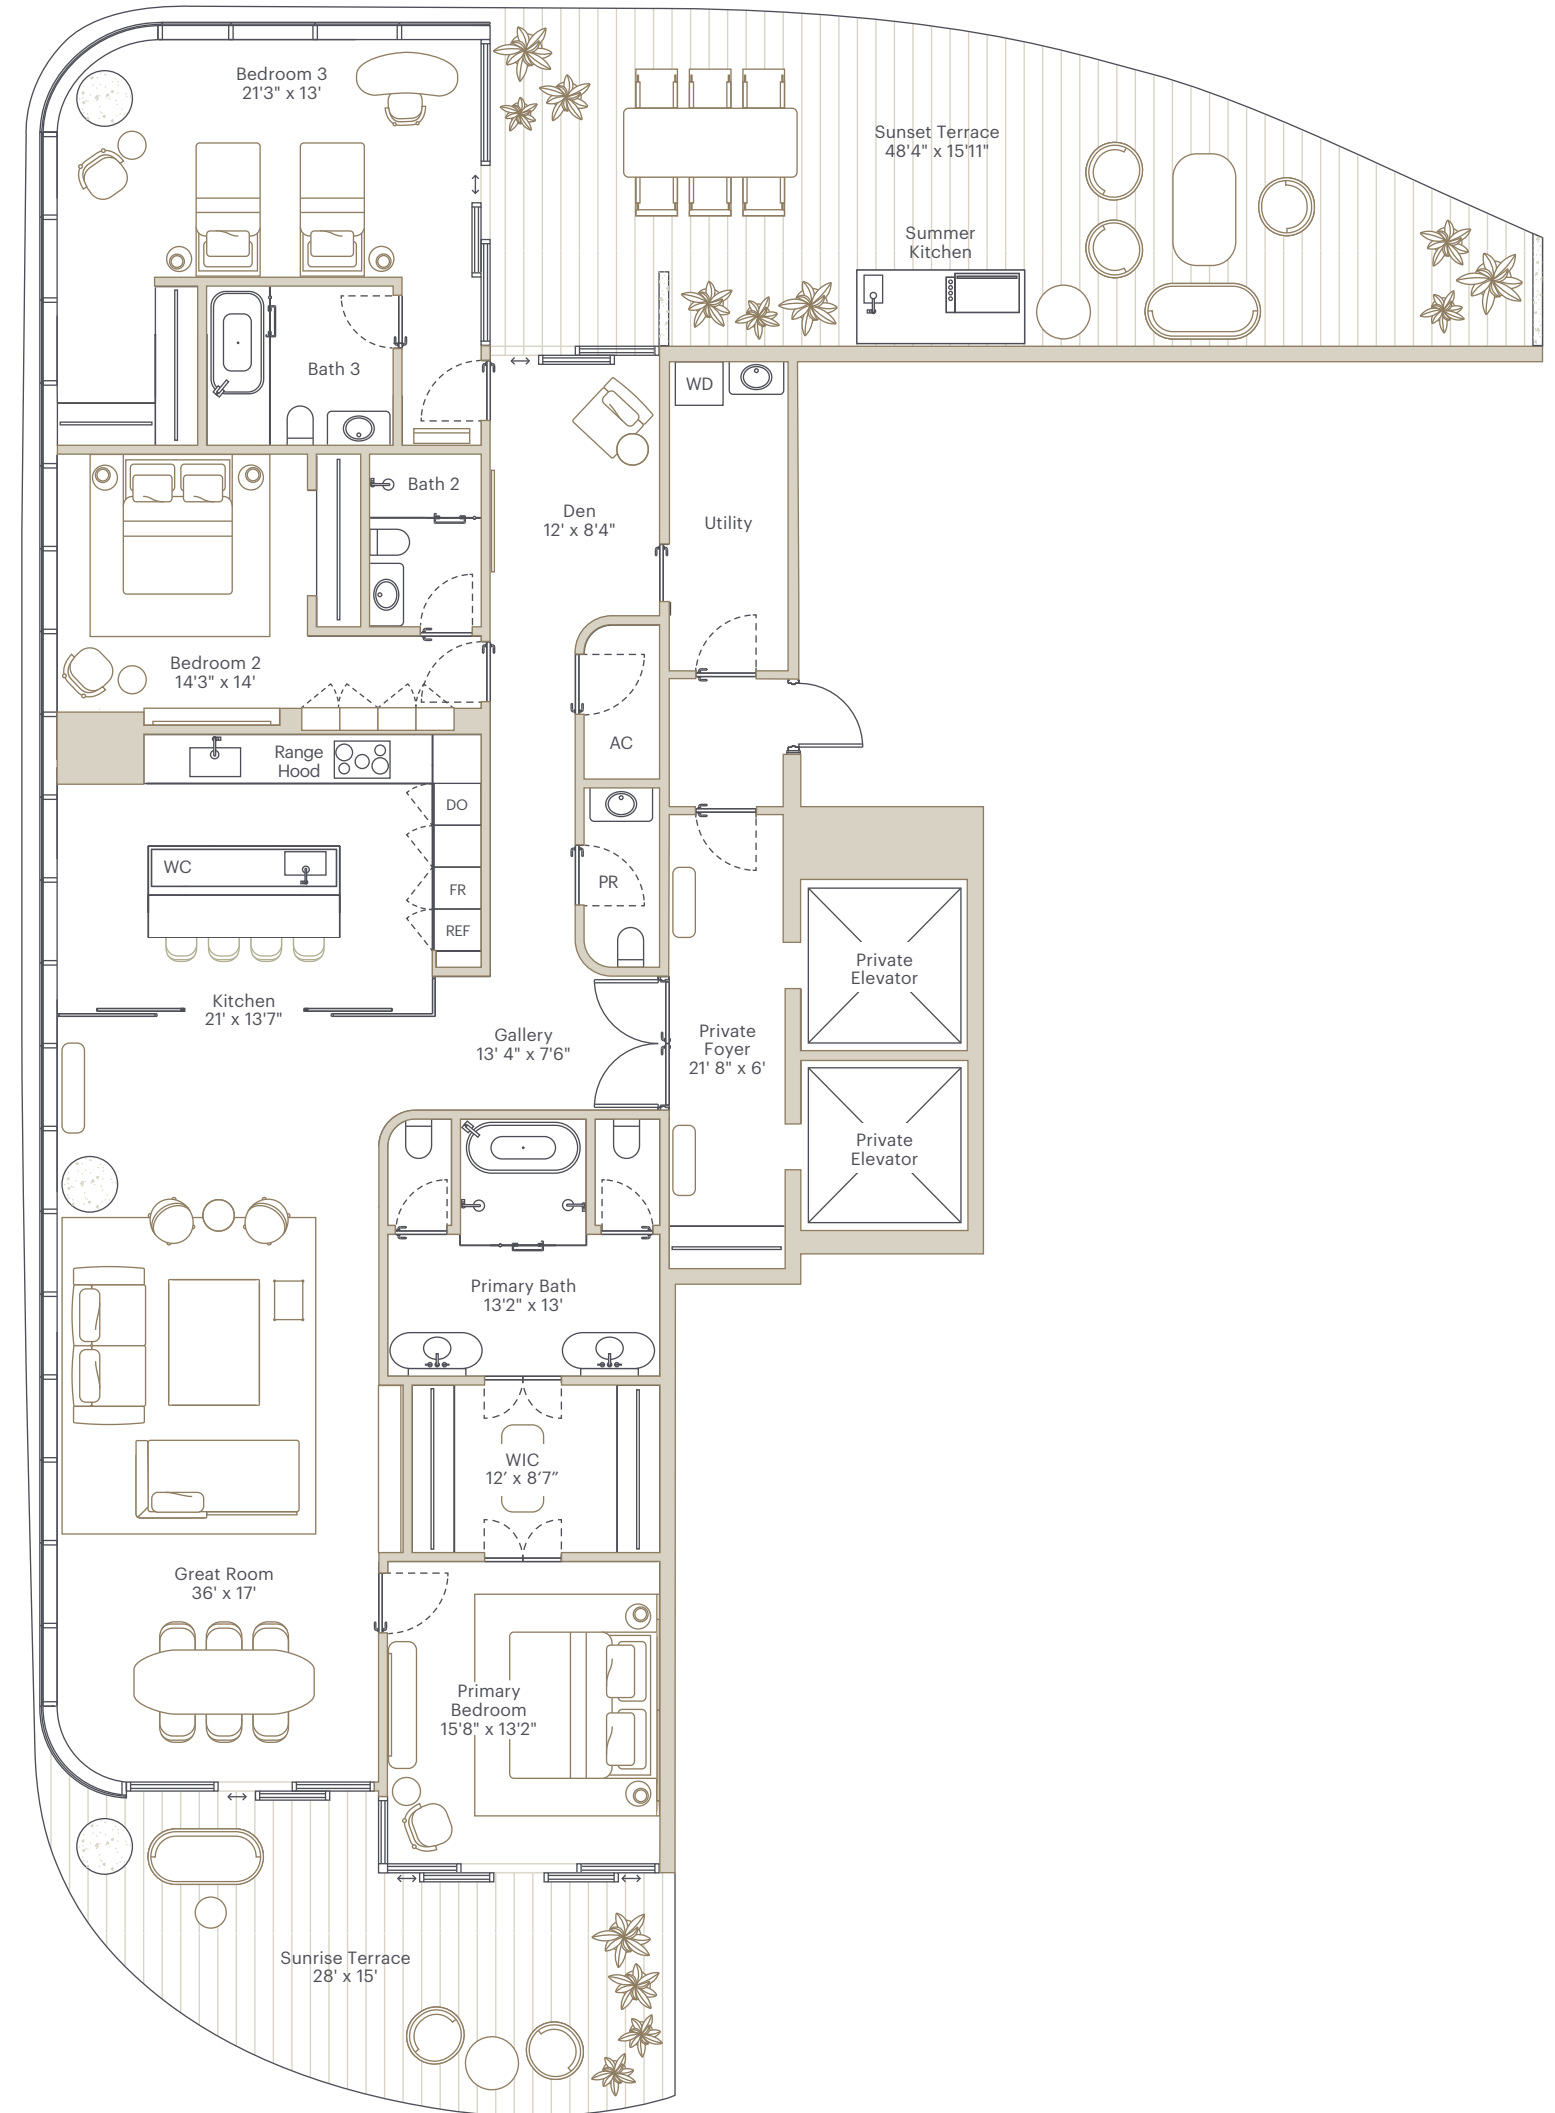 Bedroom 3
21'3" x 13'
Sunset Terrace
48'4" x 15'11"
Summer
Kitchen
Bath 3
WD
Bath 2
Den
12' x 8'4"
Utility
Bedroom 2
14'3" x 14'
AC
Range
Hood
DO
WC
PR
FR
REF
Private
Elevator
Kitchen
21' x 13'7"
Gallery
13' 4" x 7'6"
Private
Foyer
21' 8" x 6'
Private
Elevator
Primary Bath
13'2" x 13'
WIC
12’ x 8‘7”
Great Room
36' x 17'
Primary
Bedroom
15'8" x 13'2"
Sunrise Terrace
28' x 15'